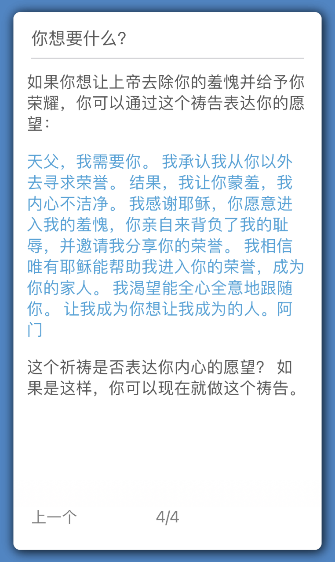 你想要什么?
如果你想让上帝去除你的羞愧并给予你
荣耀，你可以通过这个祷告表达你的愿
望：
天父，我需要你。 我承认我从你以外
去寻求荣誉。 结果，我让你蒙羞，我
内心不洁净。 我感谢耶稣，你愿意进
入我的羞愧，你亲自来背负了我的耻
辱，并邀请我分享你的荣誉。 我相信
唯有耶稣能帮助我进入你的荣誉，成为
你的家人。 我渴望能全心全意地跟随
你。 让我成为你想让我成为的人。阿
门
这个祈祷是否表达你内心的愿望？ 如
果是这样，你可以现在就做这个祷告。
上一个 4/4